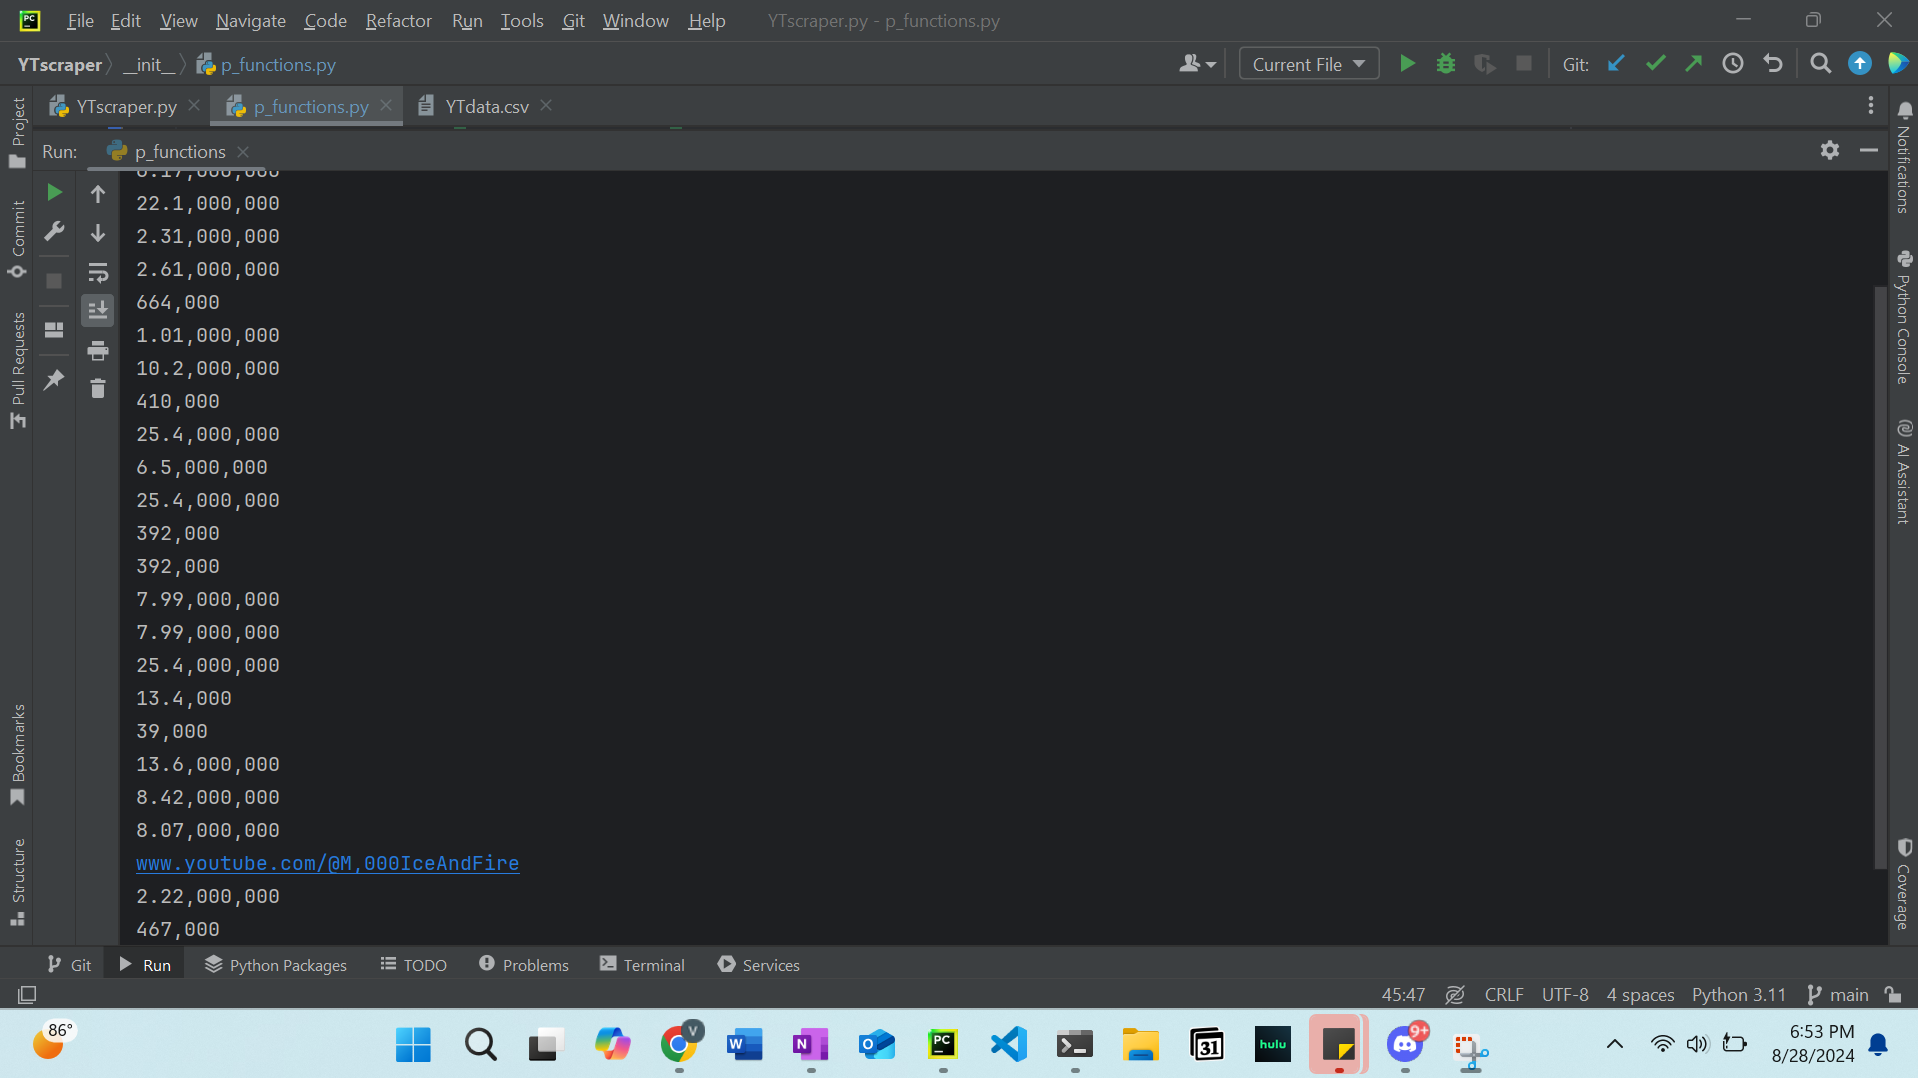 PC
File Edit View Navigate Code Refactor Run Tools Git Window Help YTscraper.py - p_functions.py
YTscraper __init__ p_functions.py Current File Git:
YTscraper.py p_functions.py YTdata.csv
Run: p_functions
22.1,000,000
2.31,000,000
2.61,000,000
664,000
1.01,000,000
10.2,000,000
410,000
25.4,000,000
6.5,000,000
25.4,000,000
392,000
392,000
7.99,000,000
7.99,000,000
25.4,000,000
13.4,000
39,000
13.6,000,000
8.42,000,000
8.07,000,000
www.youtube.com/@M,000IceAndFire
2.22,000,000
467,000
Project
Commit
Pull Requests
Bookmarks
Structure
Notifications
Python Console
AI Assistant
Coverage
Git Run Python Packages TODO Problems Terminal Services
45:47 CRLF UTF-8 4 spaces Python 3.11 main
86° V W N O PC 31 hulu 9+ 6:53 PM
8/28/2024